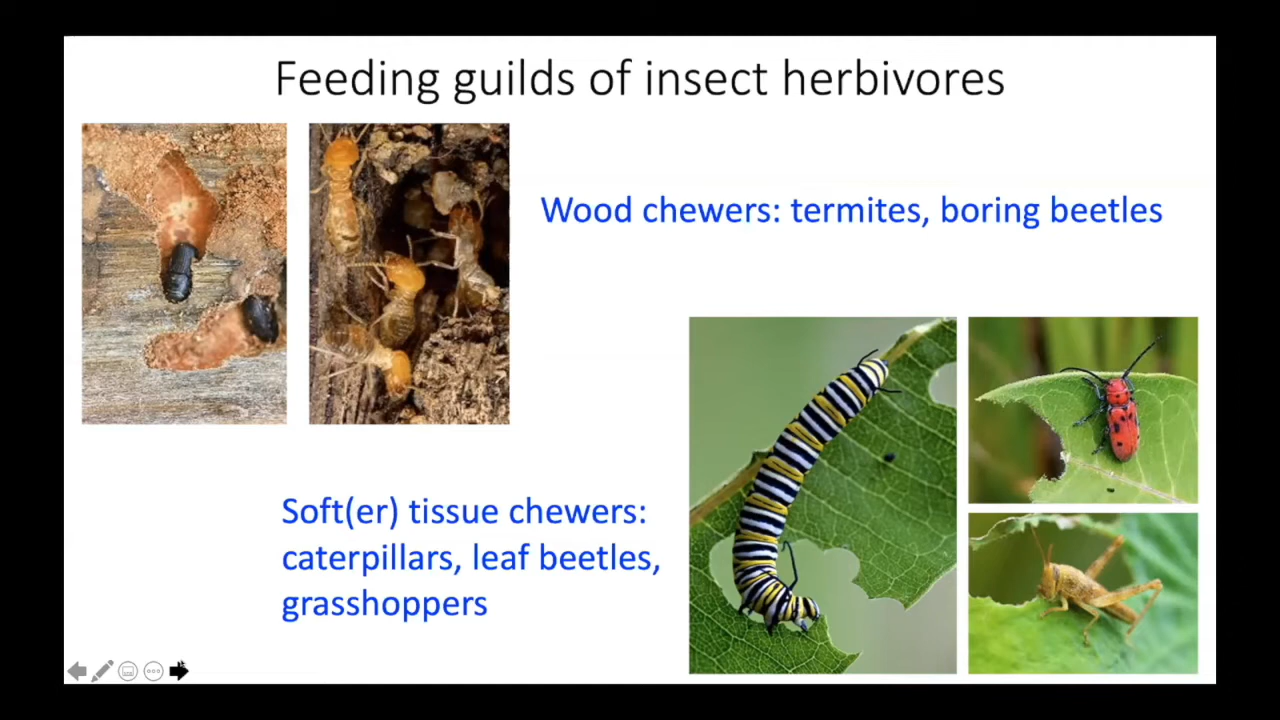 Feeding guilds of insect herbivores
Wood chewers: termites, boring beetles
Soft(er) tissue chewers:
caterpillars, leaf beetles,
grasshoppers